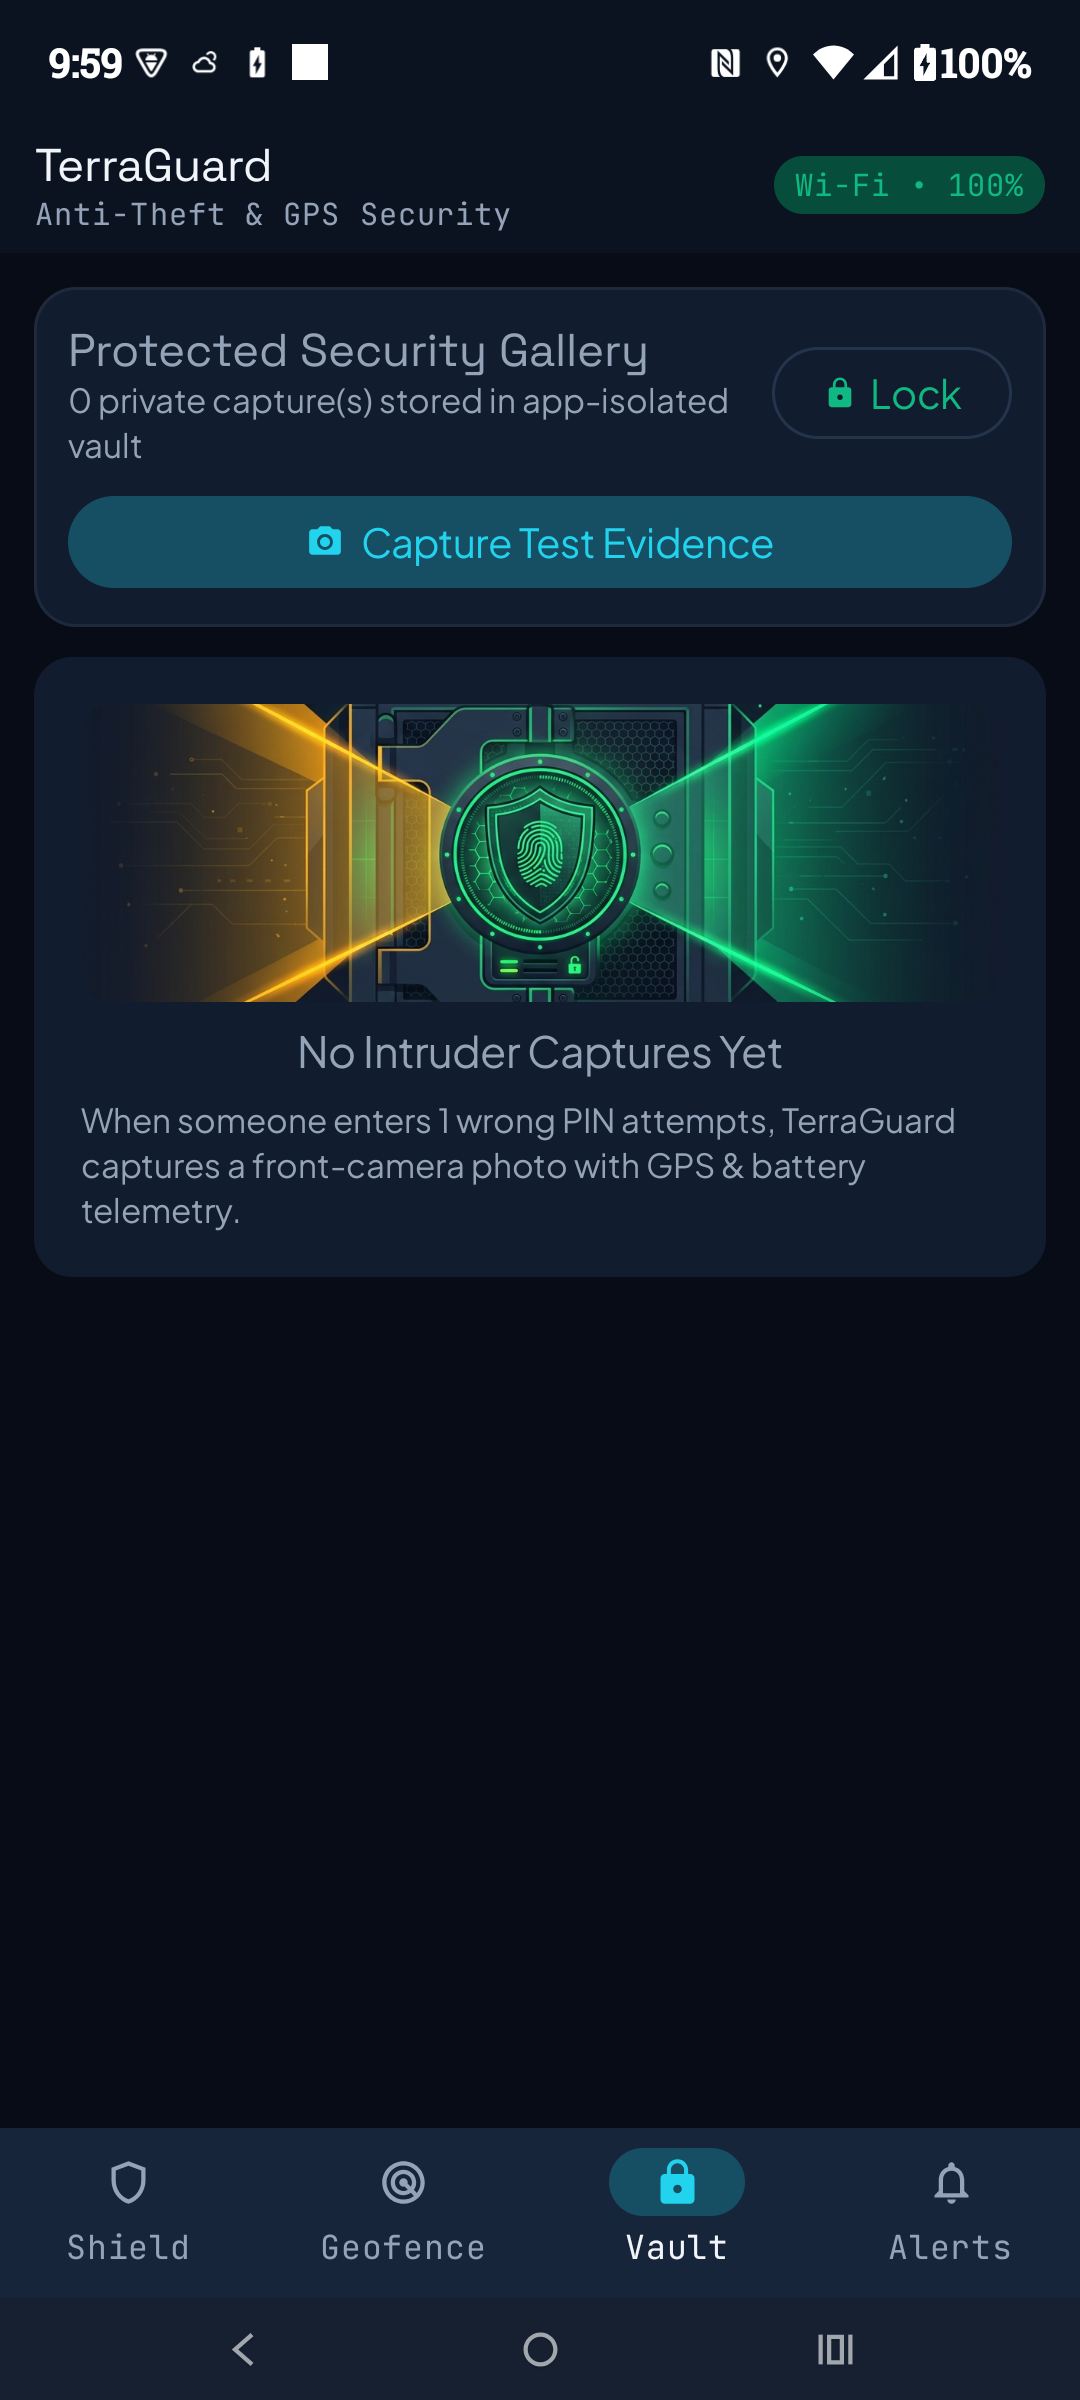 9:59
100%
TerraGuard
Anti-Theft & GPS Security
Wi-Fi • 100%
Protected Security Gallery
0 private capture(s) stored in app-isolated
vault
Lock
Capture Test Evidence
No Intruder Captures Yet
When someone enters 1 wrong PIN attempts, TerraGuard
captures a front-camera photo with GPS & battery
telemetry.
Shield
Geofence
Vault
Alerts